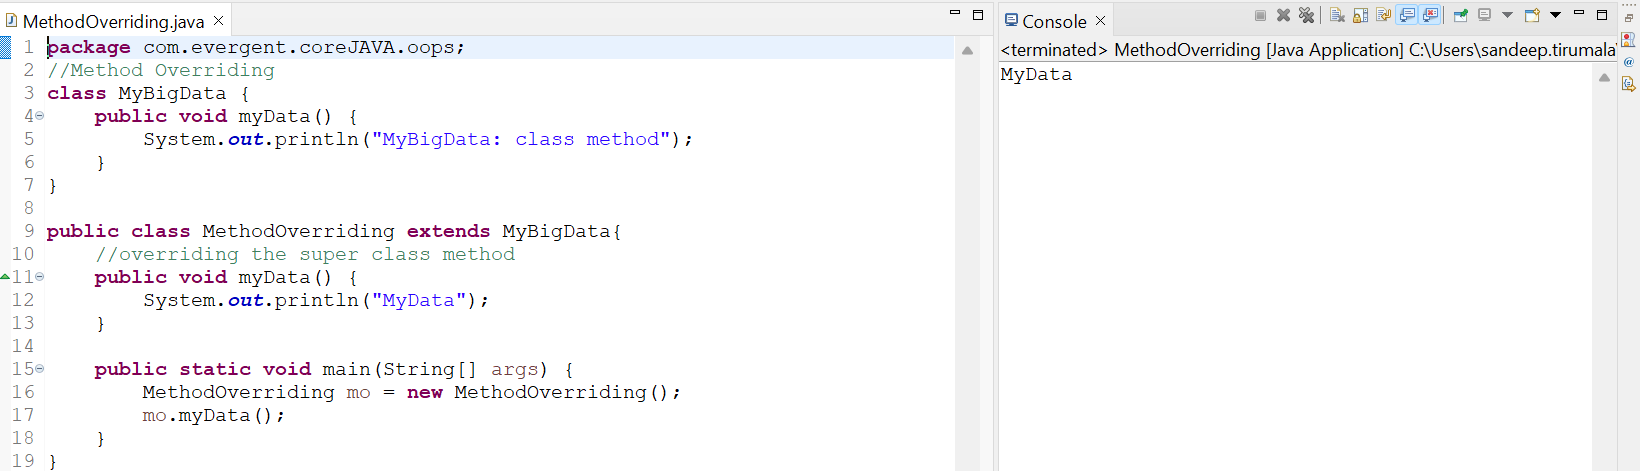 MethodOverriding.java
1 package com.evergent.coreJAVA.oops;
2 //Method Overriding
3 class MyBigData {
4 public void myData() {
5 System.out.println("MyBigData: class method");
6 }
7 }
8
9 public class MethodOverriding extends MyBigData{
10 //overriding the super class method
11 public void myData() {
12 System.out.println("MyData");
13 }
14
15 public static void main(String[] args) {
16 MethodOverriding mo = new MethodOverriding();
17 mo.myData();
18 }
19 }
Console
<terminated> MethodOverriding [Java Application] C:\Users\sandeep.tirumala
MyData